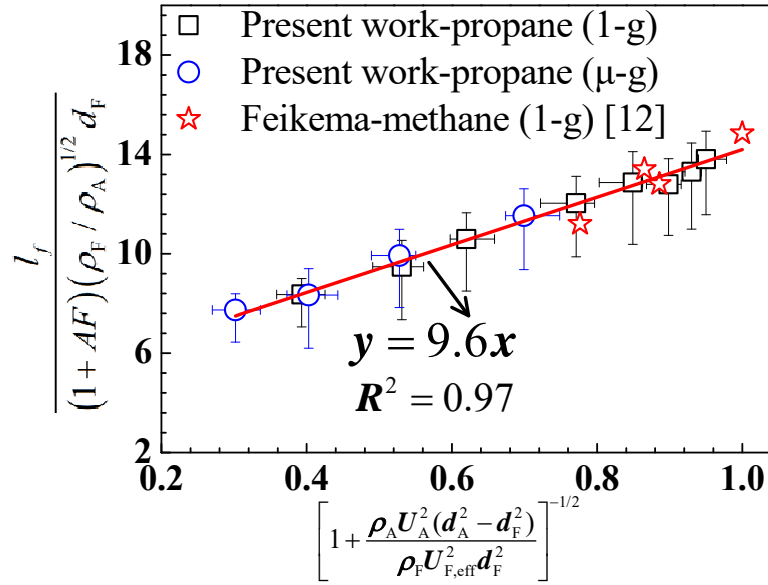 18
14
10
6
2
0.2
0.4
0.6
0.8
1.0
Present work-propane (1-g)
Present work-propane (μ-g)
Feikema-methane (1-g) [12]
y = 9.6x
R² = 0.97
l_f / (1 + AF)(ρ_F / ρ_A)^{1/2} d_F
[1 + ρ_A U_A^2 (d_A^2 − d_F^2) / ρ_F U_{F,eff}^2 d_F^2]^{−1/2}